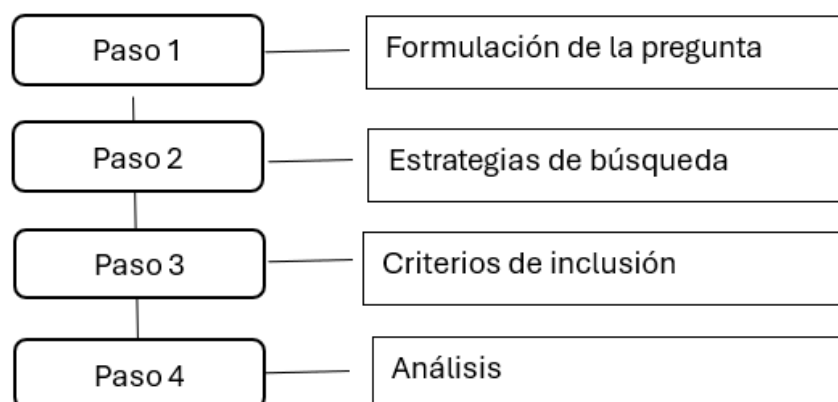 Paso 1
Formulación de la pregunta
Paso 2
Estrategias de búsqueda
Paso 3
Criterios de inclusión
Paso 4
Análisis